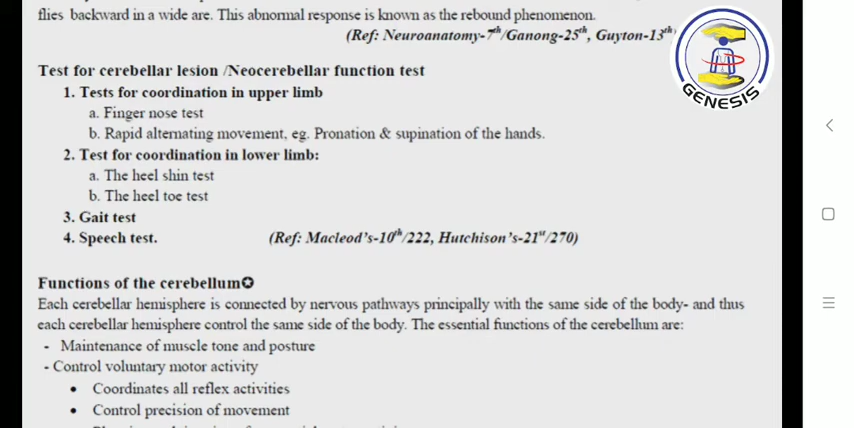 flies backward in a wide are. This abnormal response is known as the rebound phenomenon.
(Ref: Neuroanatomy-7th/Ganong-25th, Guyton-13th)
GENESIS
Test for cerebellar lesion /Neocerebellar function test
1. Tests for coordination in upper limb
a. Finger nose test
b. Rapid alternating movement, eg. Pronation & supination of the hands.
2. Test for coordination in lower limb:
a. The heel shin test
b. The heel toe test
3. Gait test
4. Speech test. (Ref: Macleod's-10th/222, Hutchison's-21st/270)
Functions of the cerebellum✪
Each cerebellar hemisphere is connected by nervous pathways principally with the same side of the body- and thus
each cerebellar hemisphere control the same side of the body. The essential functions of the cerebellum are:
- Maintenance of muscle tone and posture
- Control voluntary motor activity
• Coordinates all reflex activities
• Control precision of movement